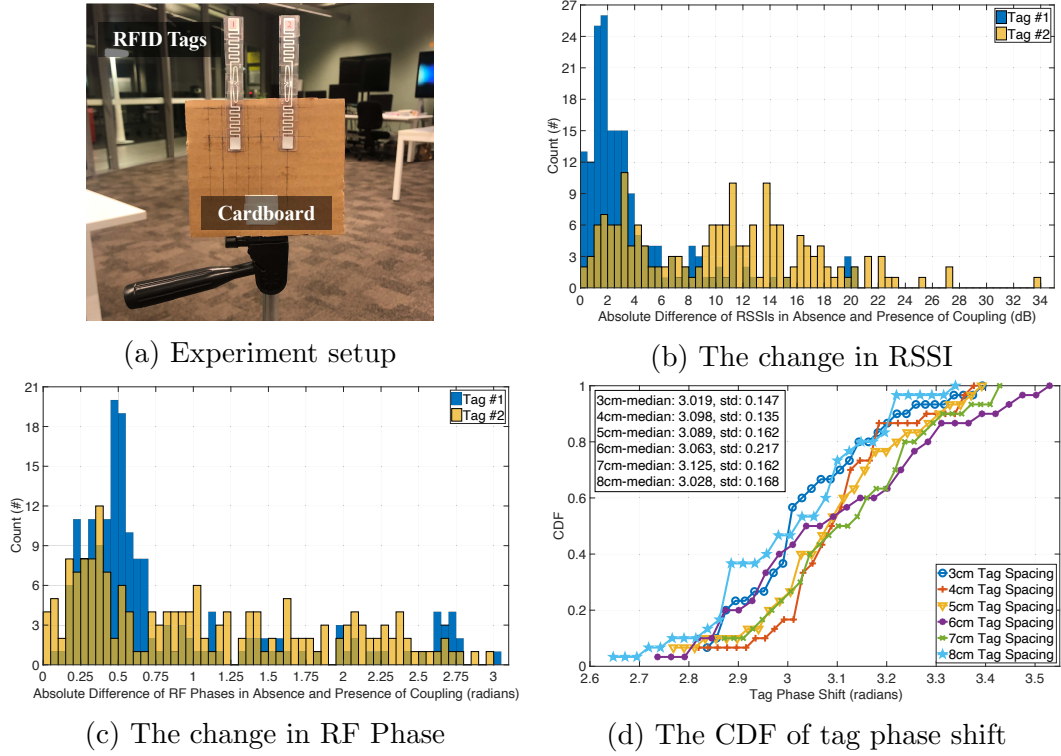 RFID Tags
1 2
Cardboard
(a) Experiment setup
27
24
21
18
15
12
9
6
3
0
Count (#)
Tag #1
Tag #2
0 2 4 6 8 10 12 14 16 18 20 22 24 26 28 30 32 34
Absolute Difference of RSSIs in Absence and Presence of Coupling (dB)
(b) The change in RSSI
21
18
15
12
9
6
3
0
Count (#)
Tag #1
Tag #2
0 0.25 0.5 0.75 1 1.25 1.5 1.75 2 2.25 2.5 2.75 3
Absolute Difference of RF Phases in Absence and Presence of Coupling (radians)
(c) The change in RF Phase
1
0.8
0.6
0.4
0.2
0
CDF
3cm-median: 3.019, std: 0.147
4cm-median: 3.098, std: 0.135
5cm-median: 3.089, std: 0.162
6cm-median: 3.063, std: 0.217
7cm-median: 3.125, std: 0.162
8cm-median: 3.028, std: 0.168
3cm Tag Spacing
4cm Tag Spacing
5cm Tag Spacing
6cm Tag Spacing
7cm Tag Spacing
8cm Tag Spacing
2.6 2.7 2.8 2.9 3 3.1 3.2 3.3 3.4 3.5
Tag Phase Shift (radians)
(d) The CDF of tag phase shift